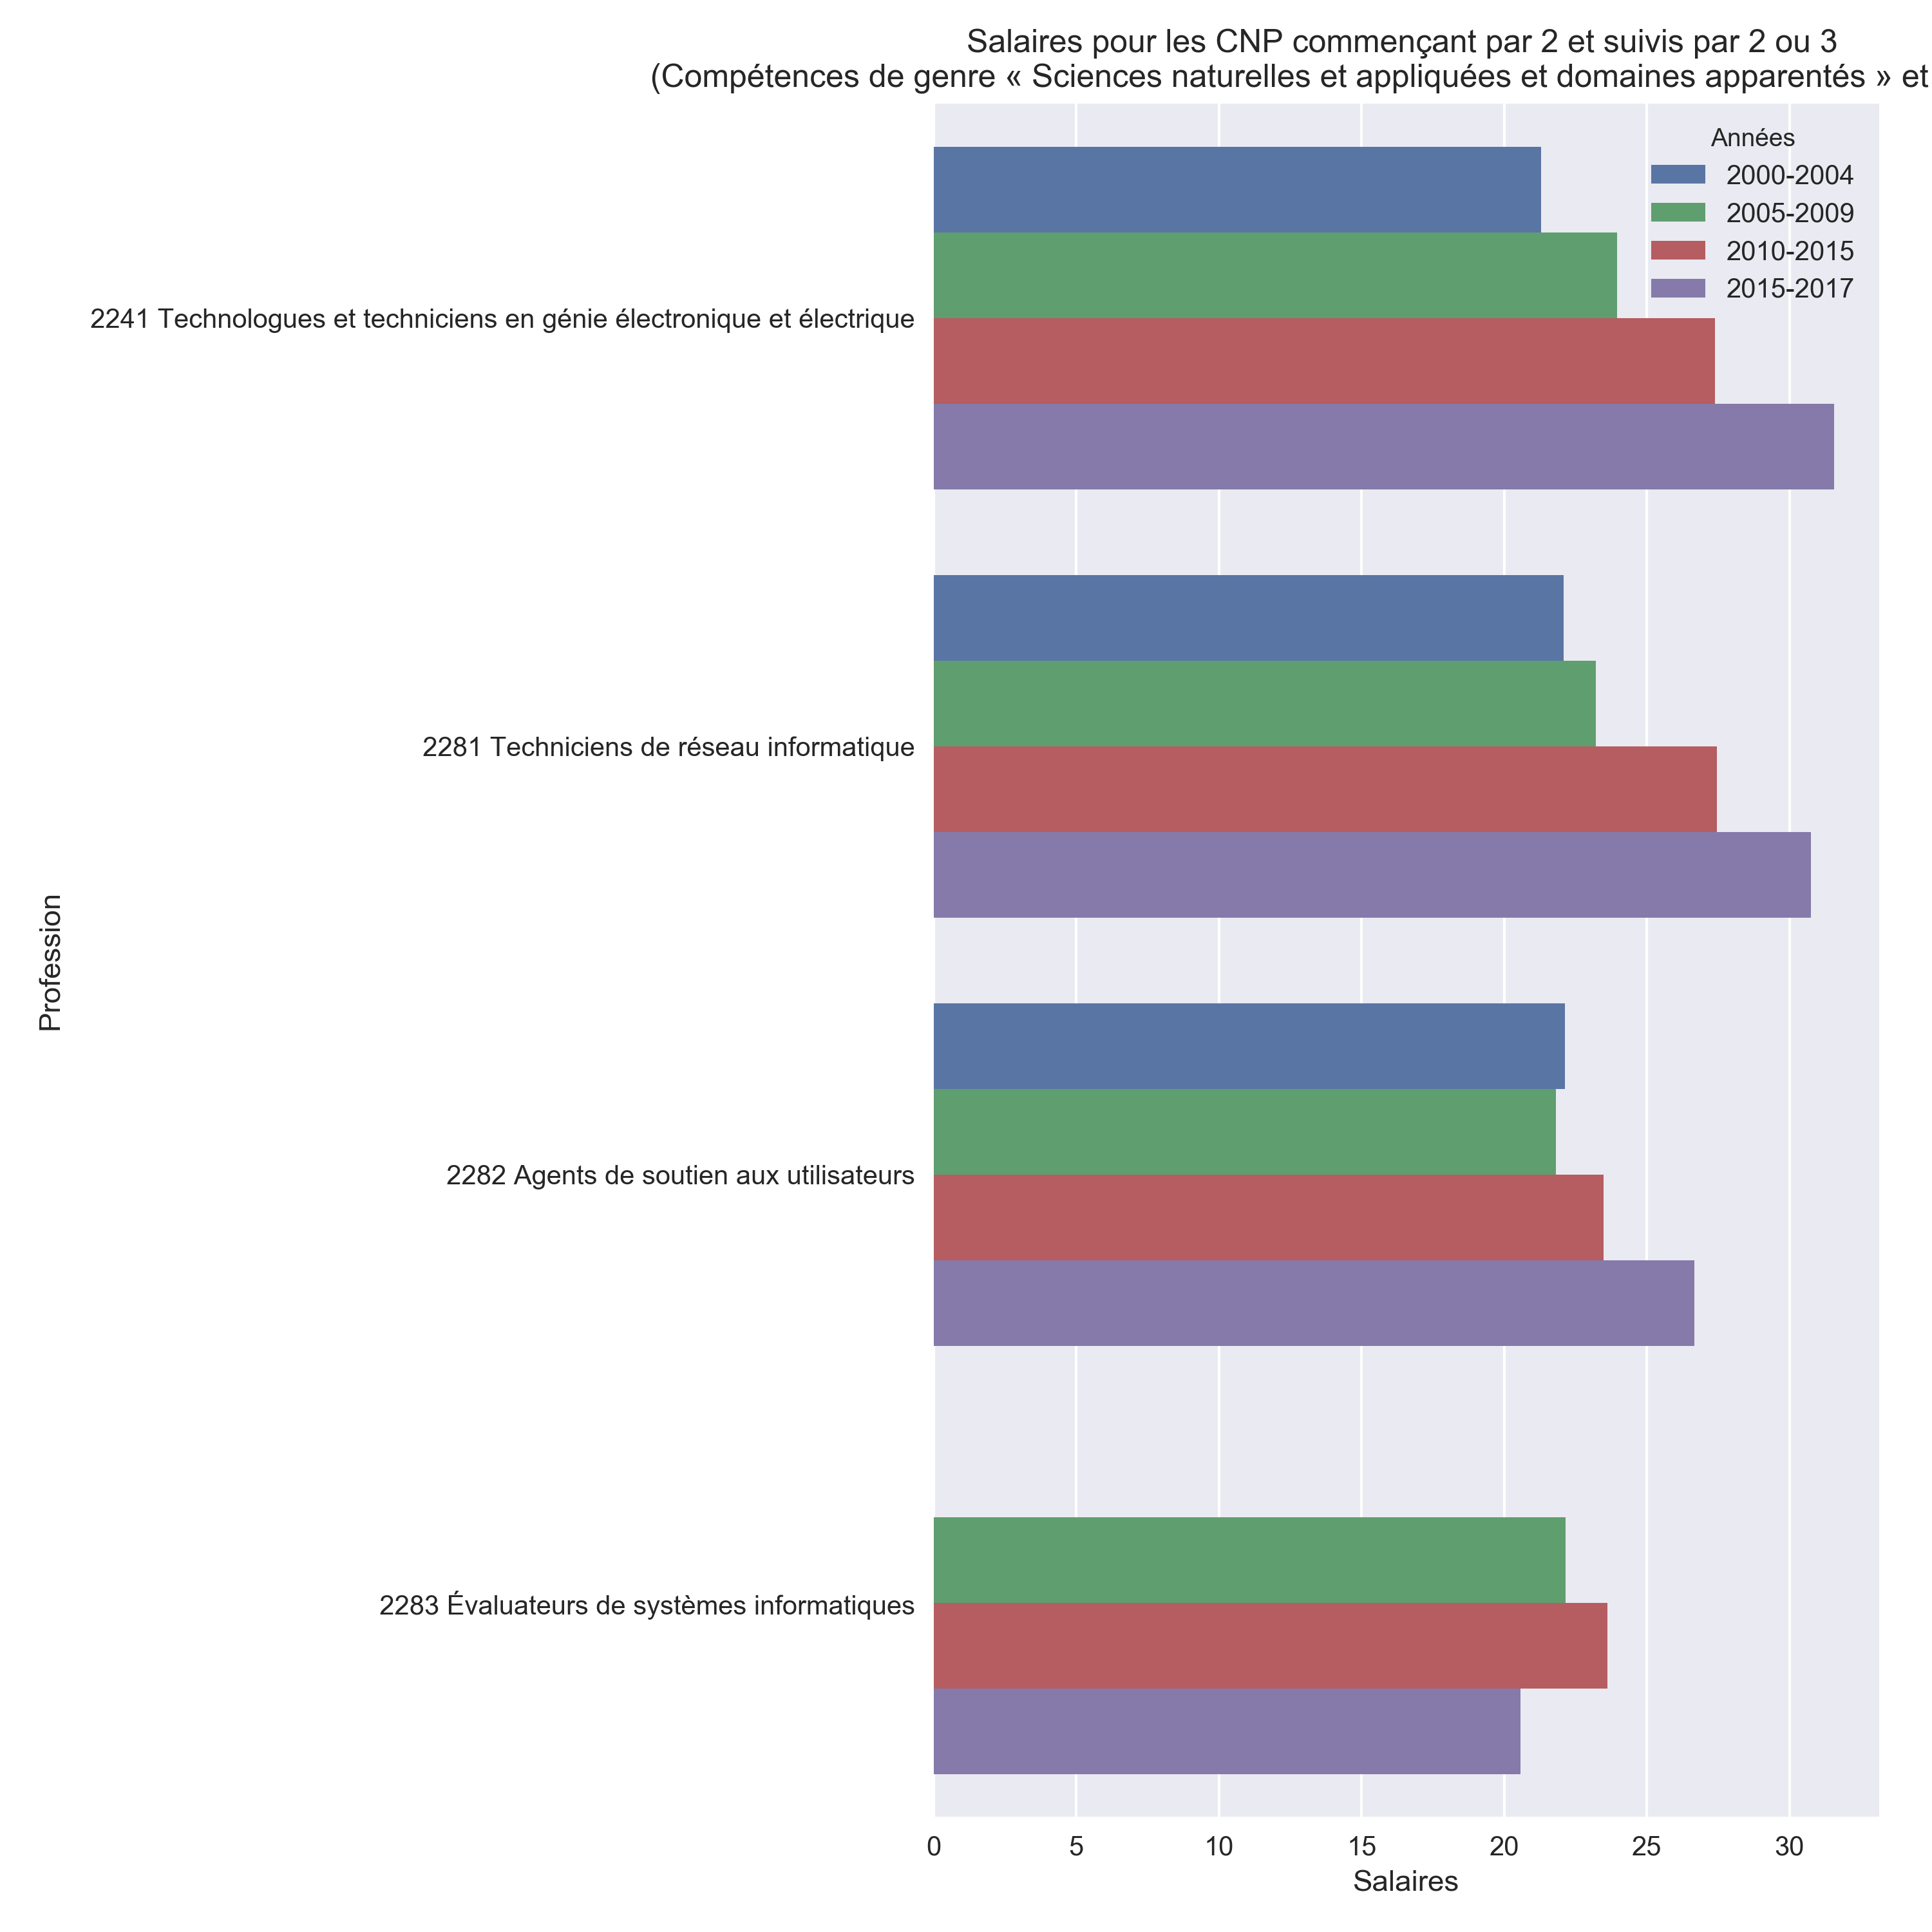 Salaires pour les CNP commençant par 2 et suivis par 2 ou 3
(Compétences de genre « Sciences naturelles et appliquées et domaines apparentés » et
Années
2000-2004
2005-2009
2010-2015
2015-2017
2241 Technologues et techniciens en génie électronique et électrique
2281 Techniciens de réseau informatique
Profession
2282 Agents de soutien aux utilisateurs
2283 Évaluateurs de systèmes informatiques
0 5 10 15 20 25 30
Salaires